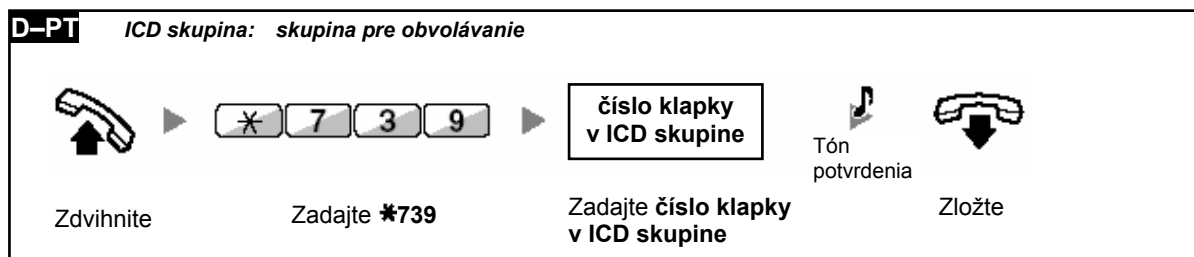 D–PT ICD skupina: skupina pre obvolávanie
* 7 3 9
číslo klapky
v ICD skupine
Tón
potvrdenia
Zdvihnite
Zadajte *739
Zadajte číslo klapky
v ICD skupine
Zložte